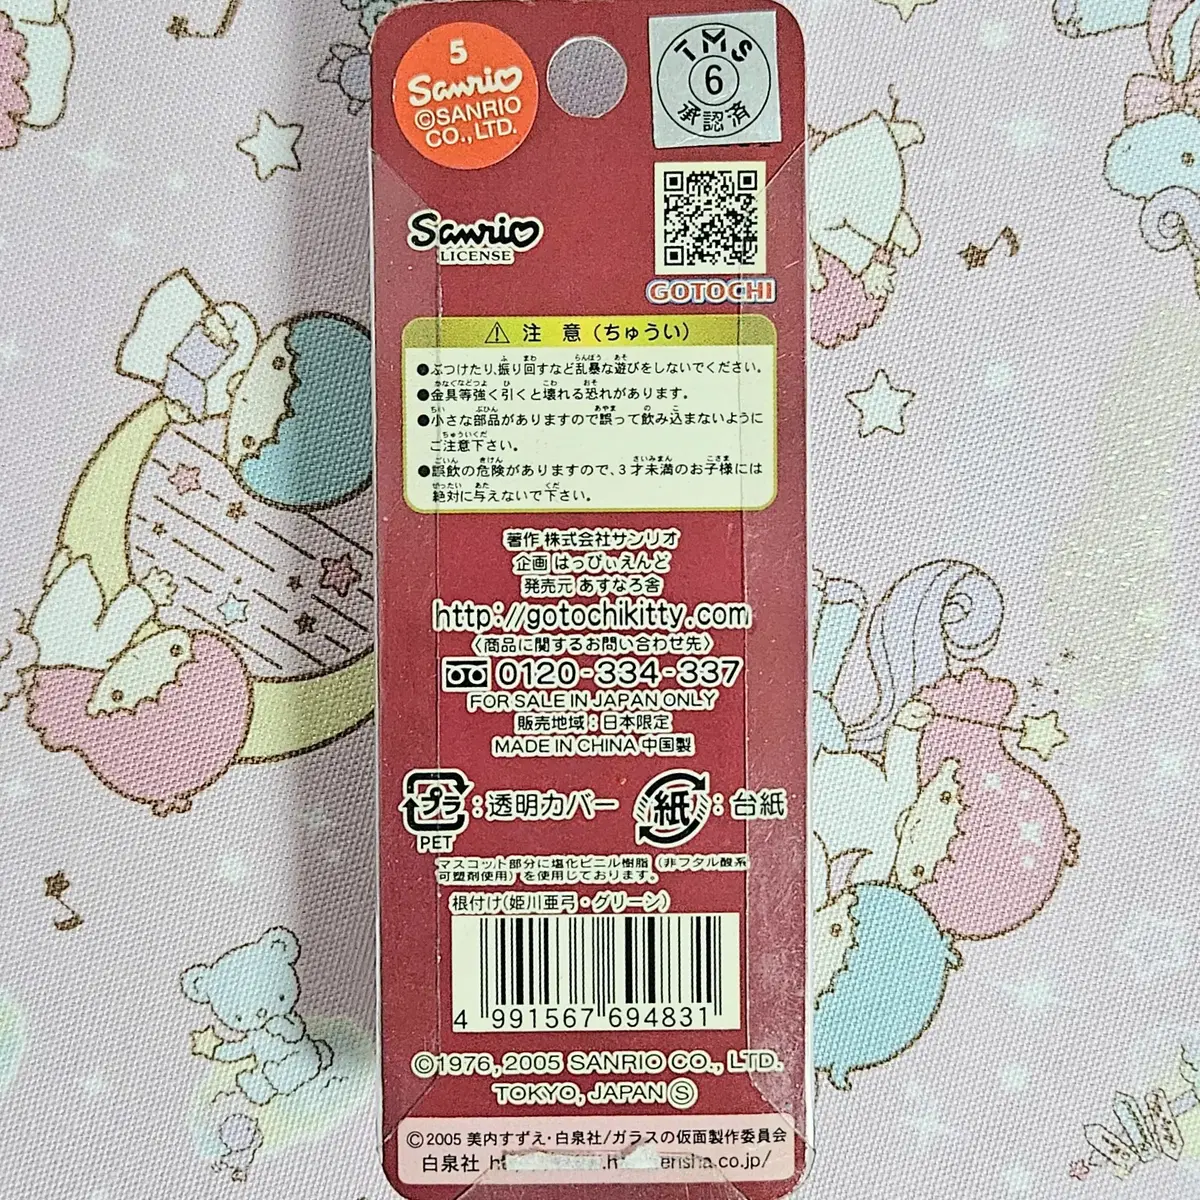 5
Sanrio
©SANRIO
CO., LTD.
TMS
6
承認済
Sanrio
LICENSE
GOTOCHI
⚠ 注 意 (ちゅうい)
●ぶつけたり、振り回すなど乱暴な遊びをしないでください。
●金具等強く引くと壊れる恐れがあります。
●小さな部品がありますので誤って飲み込まないように
ご注意下さい。
●誤飲の危険がありますので、3才未満のお子様には
絶対に与えないで下さい。
著作 株式会社サンリオ
企画 はっぴぃえんど
発売元 あすなろ舎
http://gotochikitty.com
〈商品に関するお問い合わせ先〉
0120-334-337
FOR SALE IN JAPAN ONLY
販売地域：日本限定
MADE IN CHINA 中国製
プラ：透明カバー 紙：台紙
PET
マスコット部分に塩化ビニル樹脂（非フタル酸系
可塑剤使用）を使用しております。
根付け(姫川亜弓・グリーン)
4 991567 694831
©1976, 2005 SANRIO CO., LTD.
TOKYO, JAPAN Ⓢ
©2005 美内すずえ・白泉社/ガラスの仮面製作委員会
白泉社 erisha.co.jp/